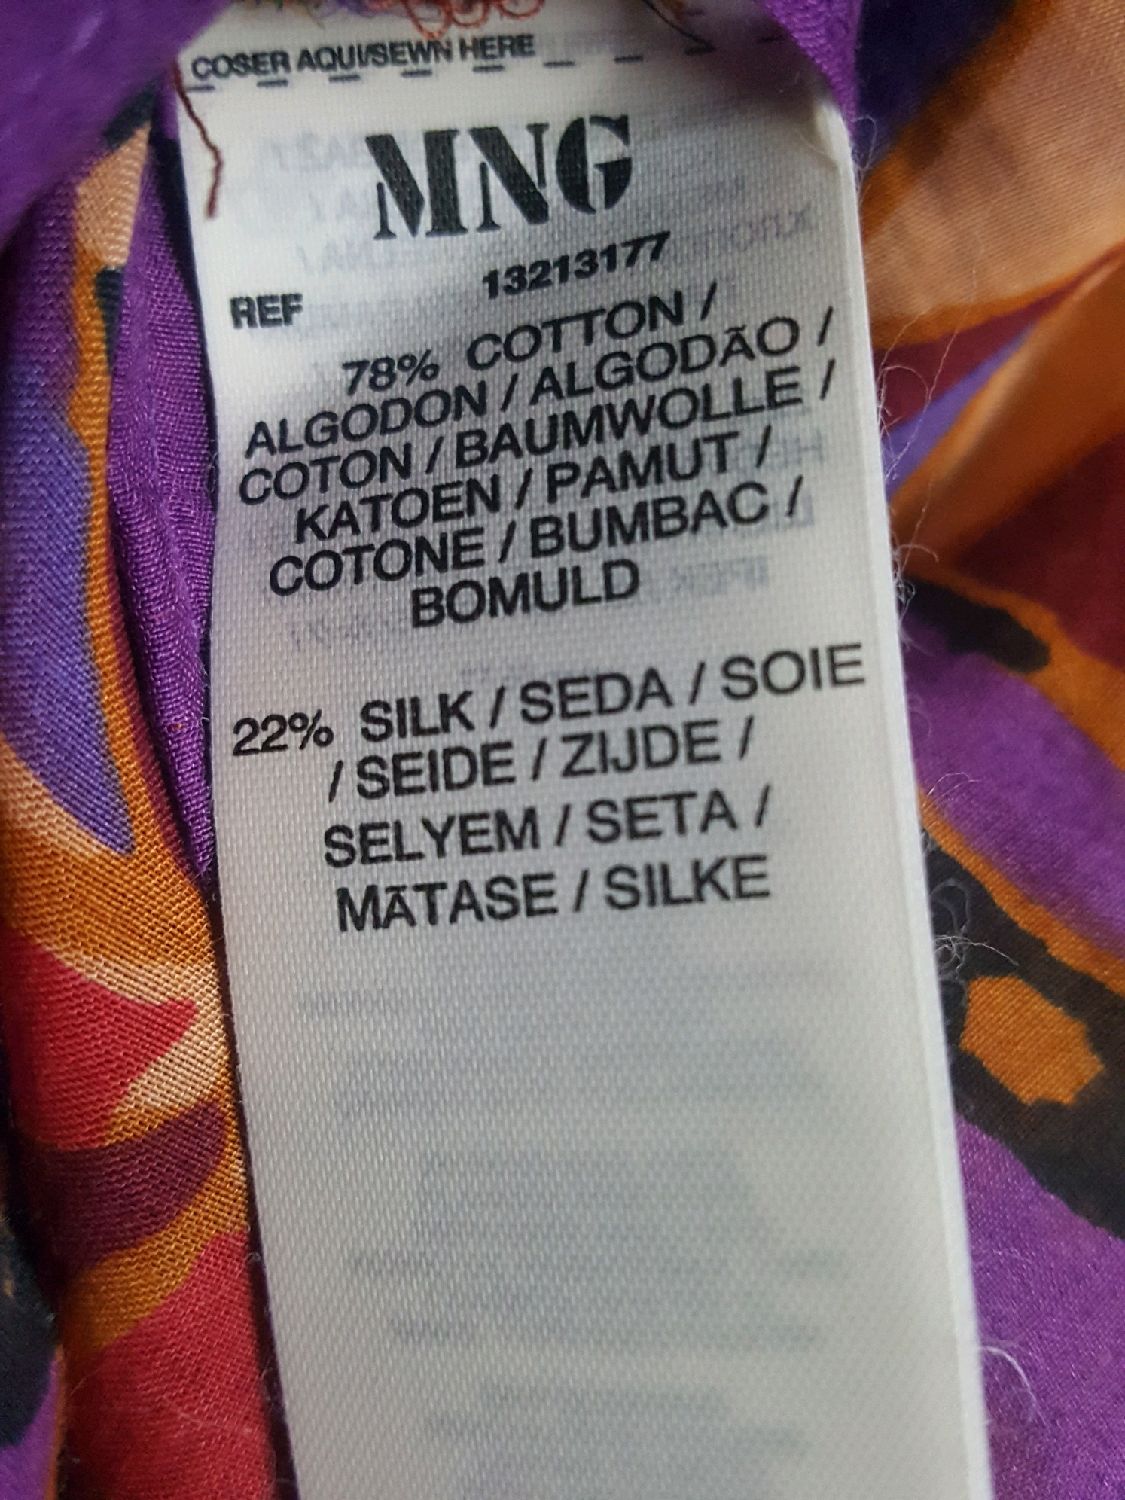 COSER AQUI/SEWN HERE
MNG
REF 13213177
78% COTTON /
ALGODON / ALGODÃO /
COTON / BAUMWOLLE /
KATOEN / PAMUT /
COTONE / BUMBAC /
BOMULD
22% SILK / SEDA / SOIE
/ SEIDE / ZIJDE /
SELYEM / SETA /
MĀTASE / SILKE